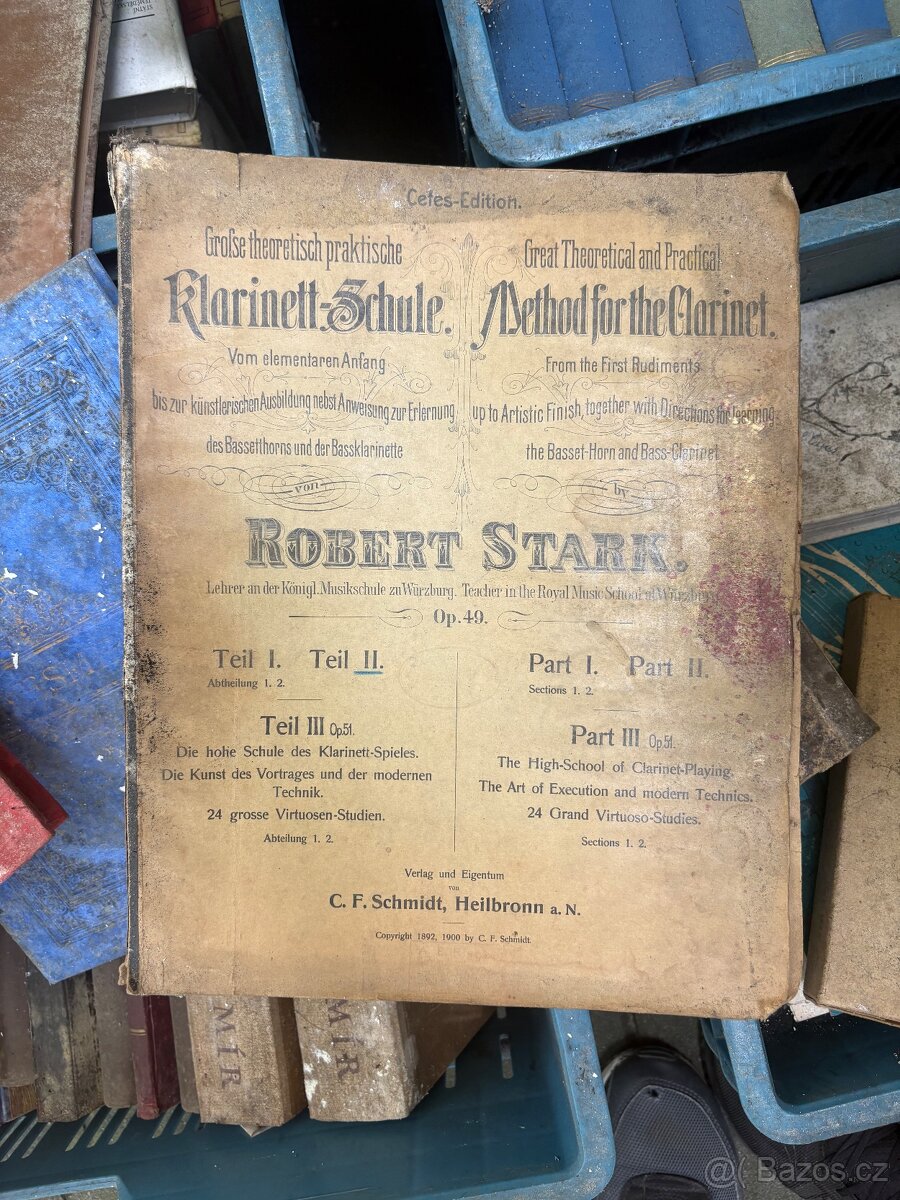 Cefes-Edition.
Große theoretisch praktische
Klarinett-Schule.
Vom elementaren Anfang
bis zur künstlerischen Ausbildung nebst Anweisung zur Erlernung
des Bassetthorns und der Bassklarinette
von
Great Theoretical and Practical
Method for the Clarinet.
From the First Rudiments
up to Artistic Finish, together with Directions for learning
the Basset-Horn and Bass-Clarinet
by
ROBERT STARK.
Lehrer an der Königl. Musikschule zu Würzburg. Teacher in the Royal Music School at Würzburg
Op. 49.
Teil I. Teil II.
Abtheilung 1. 2.
Teil III Op. 51.
Die hohe Schule des Klarinett-Spieles.
Die Kunst des Vortrages und der modernen
Technik.
24 grosse Virtuosen-Studien.
Abteilung 1. 2.
Part I. Part II.
Sections 1. 2.
Part III Op. 51.
The High-School of Clarinet-Playing.
The Art of Execution and modern Technics.
24 Grand Virtuoso-Studies.
Sections 1. 2.
Verlag und Eigentum
von
C. F. Schmidt, Heilbronn a. N.
Copyright 1892, 1900 by C. F. Schmidt.
MÍR
MÍR
Bazos.cz